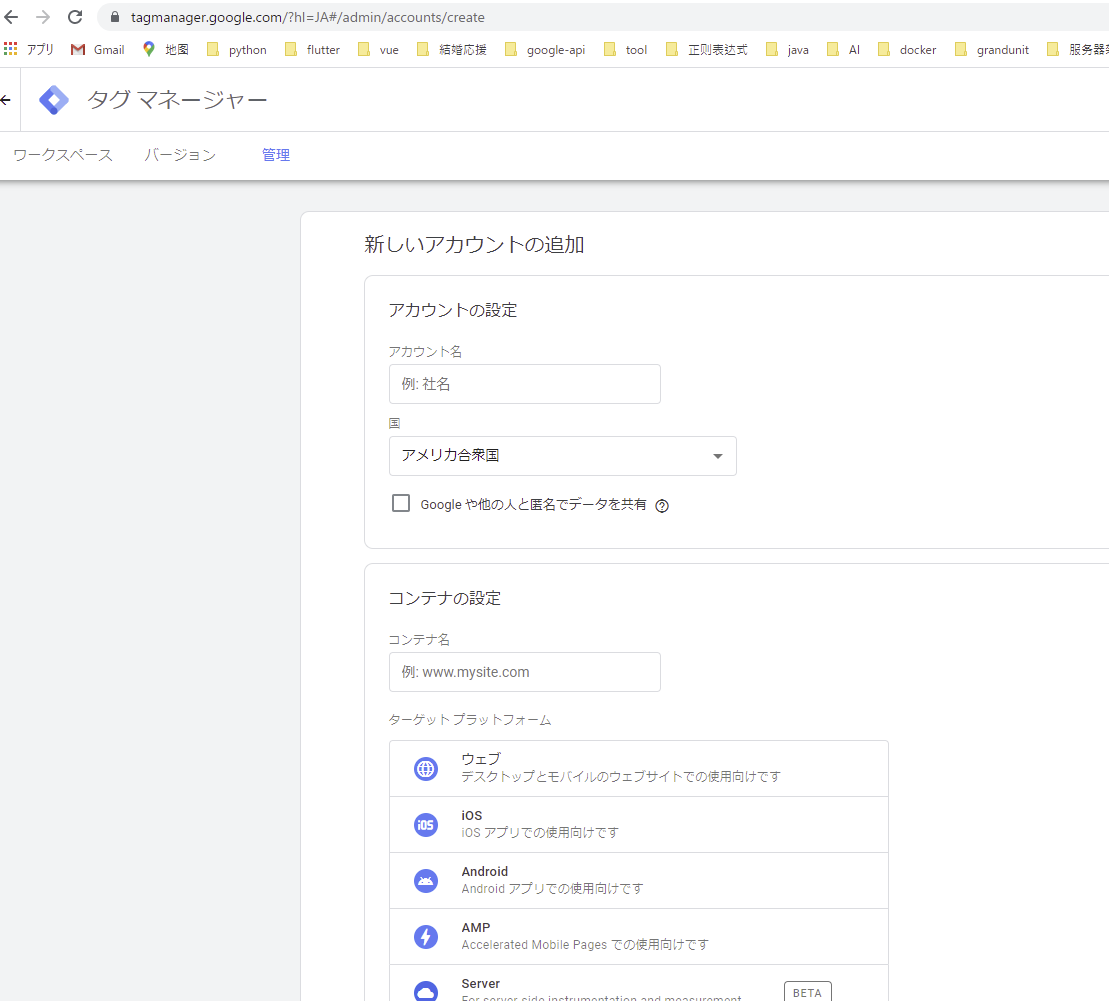 tagmanager.google.com/?hl=JA#/admin/accounts/create
アプリ Gmail 地图 python flutter vue 結婚応援 google-api tool 正则表达式 java AI docker grandunit 服务器
タグ マネージャー
ワークスペース バージョン 管理
新しいアカウントの追加
アカウントの設定
アカウント名
例: 社名
国
アメリカ合衆国
Google や他の人と匿名でデータを共有
コンテナの設定
コンテナ名
例: www.mysite.com
ターゲット プラットフォーム
ウェブ
デスクトップとモバイルのウェブサイトでの使用向けです
iOS
iOS
iOS アプリでの使用向けです
Android
Android アプリでの使用向けです
AMP
Accelerated Mobile Pages での使用向けです
Server
For server-side instrumentation and measurement
BETA